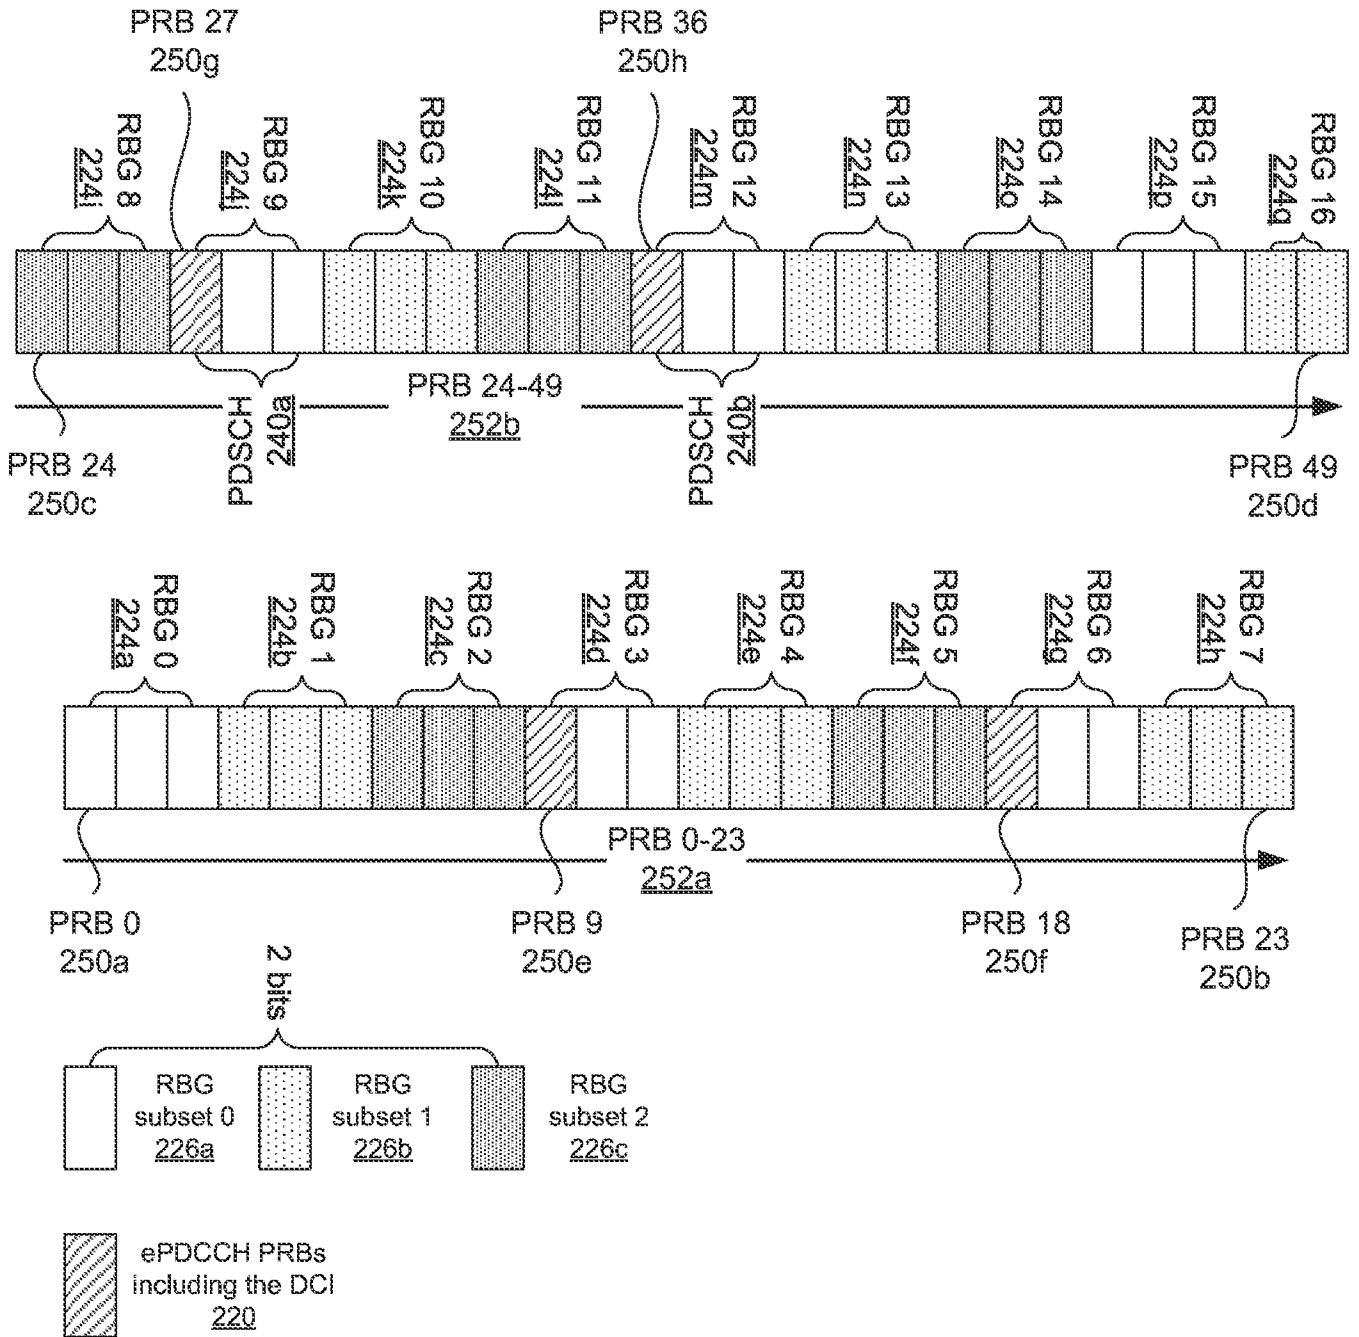 PRB 27
250g
PRB 36
250h
RBG 8
224i
RBG 9
224j
RBG 10
224k
RBG 11
224l
RBG 12
224m
RBG 13
224n
RBG 14
224o
RBG 15
224p
RBG 16
224q
PRB 24
250c
PDSCH
240a
PRB 24-49
252b
PDSCH
240b
PRB 49
250d
RBG 0
224a
RBG 1
224b
RBG 2
224c
RBG 3
224d
RBG 4
224e
RBG 5
224f
RBG 6
224g
RBG 7
224h
PRB 0-23
252a
PRB 0
250a
PRB 9
250e
PRB 18
250f
PRB 23
250b
2 bits
RBG
subset 0
226a
RBG
subset 1
226b
RBG
subset 2
226c
ePDCCH PRBs
including the DCI
220